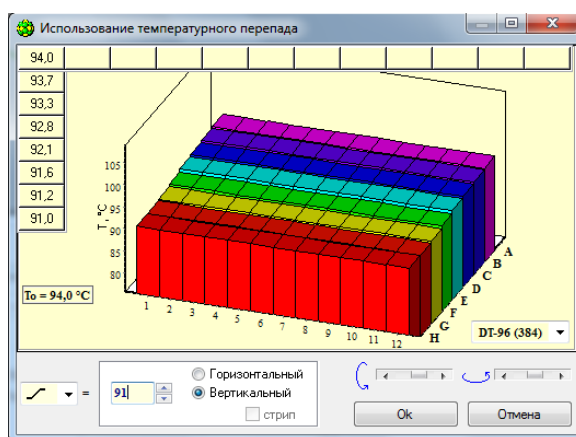 Использование температурного перепада
94,0
93,7
93,3
92,8
92,1
91,6
91,2
91,0
T, °C
105
100
95
90
85
80
1 2 3 4 5 6 7 8 9 10 11 12
A
B
C
D
E
F
G
H
To = 94,0 °C
DT-96 (384)
= 91
Горизонтальный
Вертикальный
стрип
Ok
Отмена